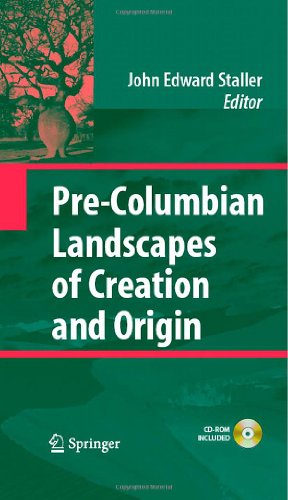 John Edward Staller
Editor
Pre-Columbian
Landscapes
of Creation
and Origin
CD-ROM
INCLUDED
Springer